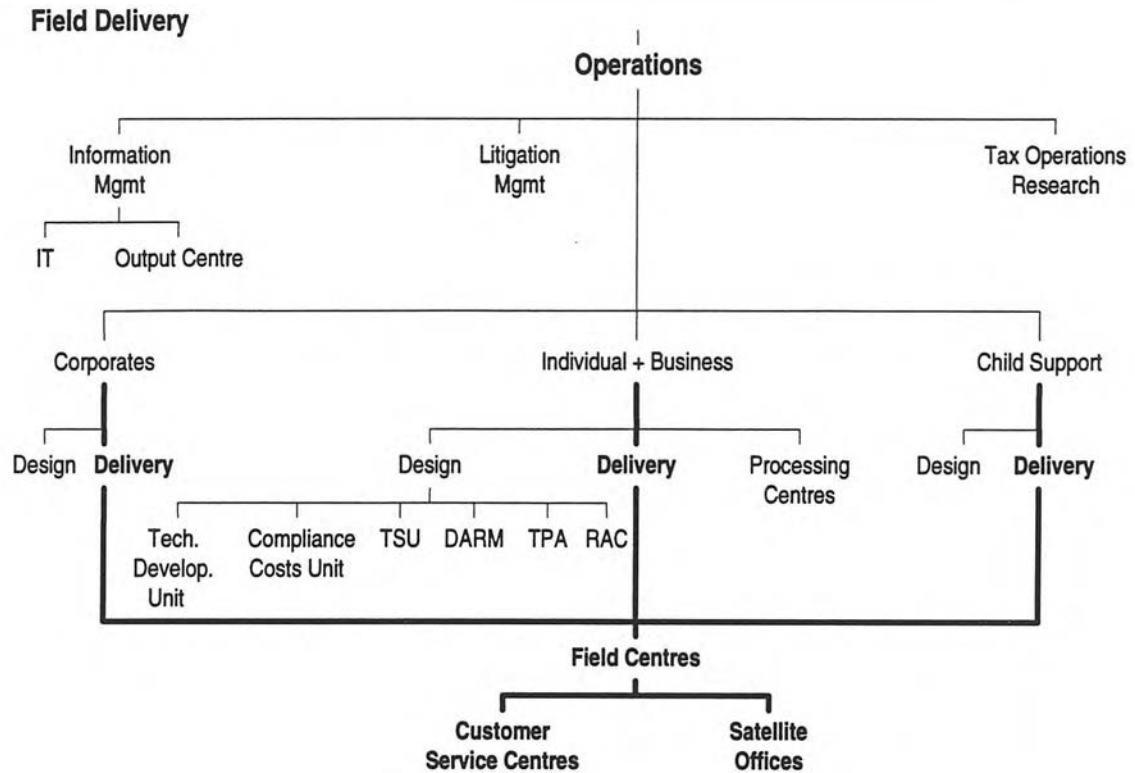 Field Delivery
Operations
Information
Mgmt
Litigation
Mgmt
Tax Operations
Research
IT
Output Centre
Corporates
Individual + Business
Child Support
Design
Delivery
Design
Delivery
Processing
Centres
Design
Delivery
Tech.
Develop.
Unit
Compliance
Costs Unit
TSU
DARM
TPA
RAC
Field Centres
Customer
Service Centres
Satellite
Offices